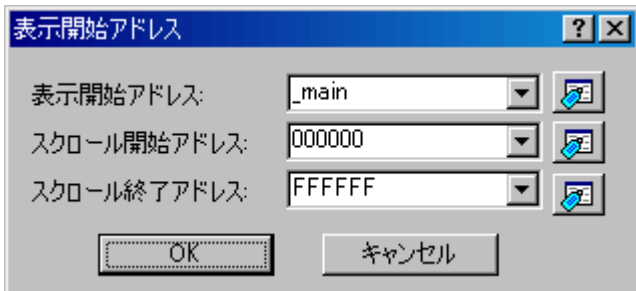 表示開始アドレス
表示開始アドレス: _main
スクロール開始アドレス: 000000
スクロール終了アドレス: FFFFFF
OK キャンセル